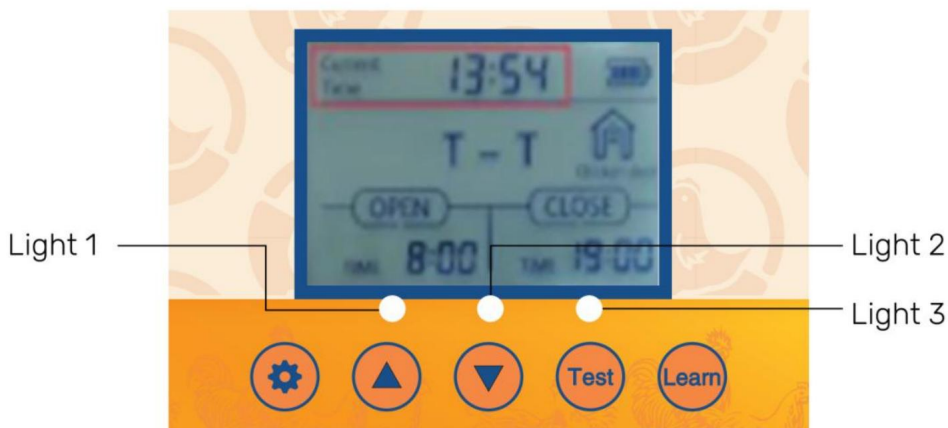 Current 13:54
Time
T - T
OPEN CLOSE
TIME 8:00 TIME 19:00
Light 1
Light 2
Light 3
Test Learn